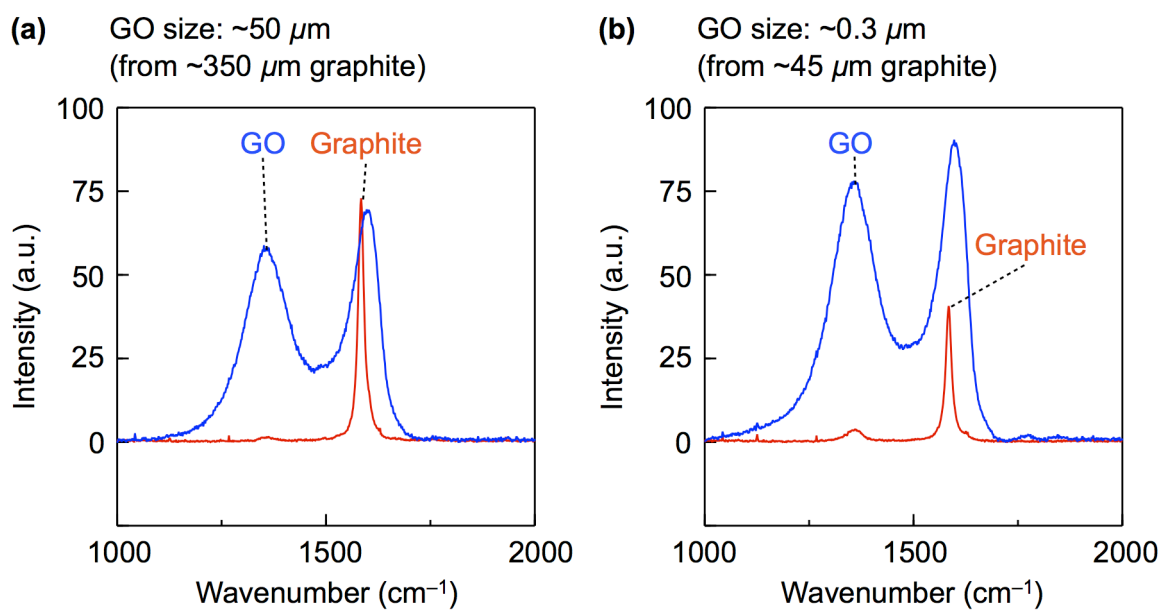 (a) GO size: ~50 µm
(from ~350 µm graphite)
100
75
50
25
0
Intensity (a.u.)
GO
Graphite
1000
1500
2000
Wavenumber (cm⁻¹)
(b) GO size: ~0.3 µm
(from ~45 µm graphite)
100
75
50
25
0
Intensity (a.u.)
GO
Graphite
1000
1500
2000
Wavenumber (cm⁻¹)